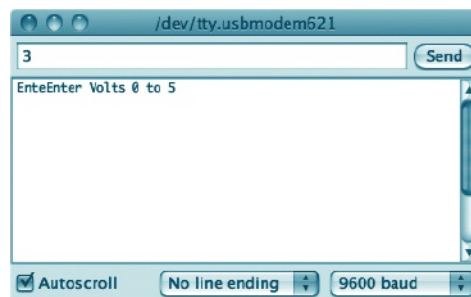 /dev/tty.usbmodem621
3
Send
EnteEnter Volts 0 to 5
Autoscroll
No line ending
9600 baud